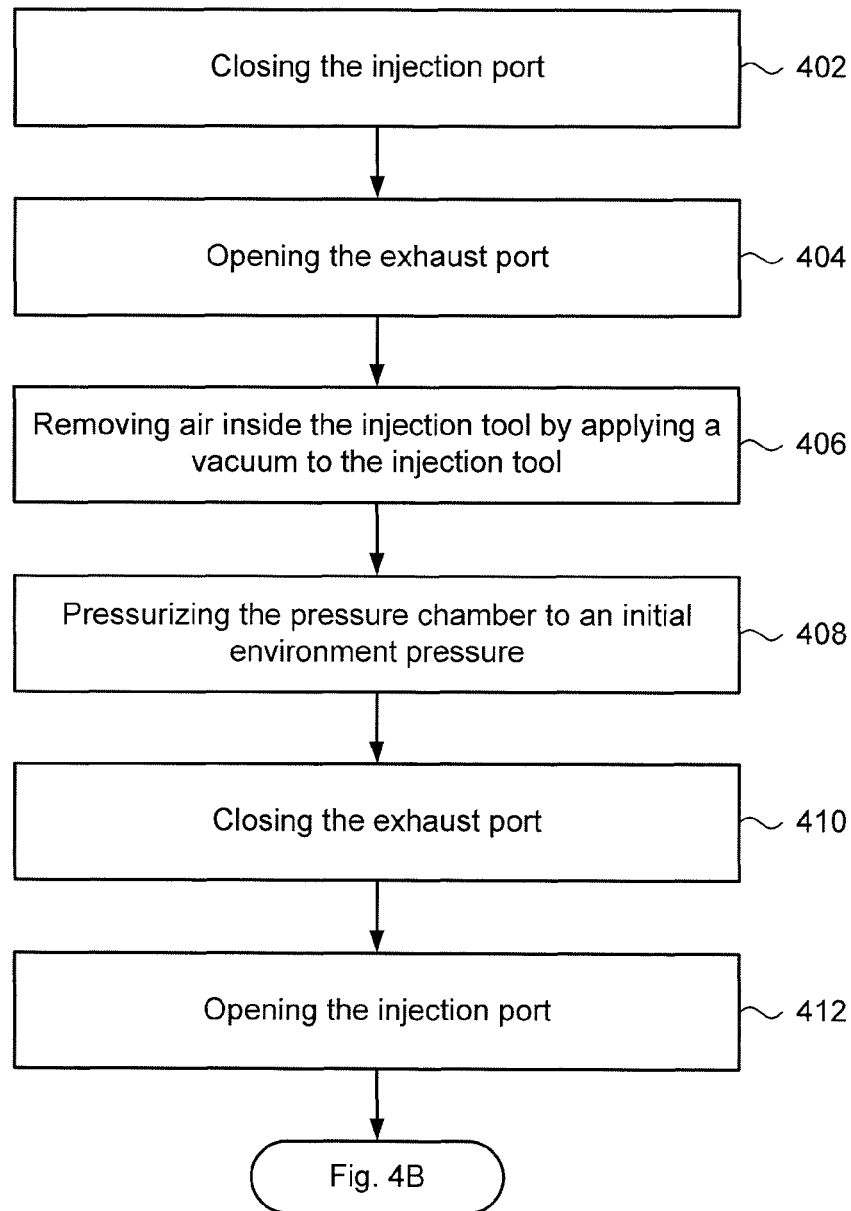 Closing the injection port
402
Opening the exhaust port
404
Removing air inside the injection tool by applying a
vacuum to the injection tool
406
Pressurizing the pressure chamber to an initial
environment pressure
408
Closing the exhaust port
410
Opening the injection port
412
Fig. 4B